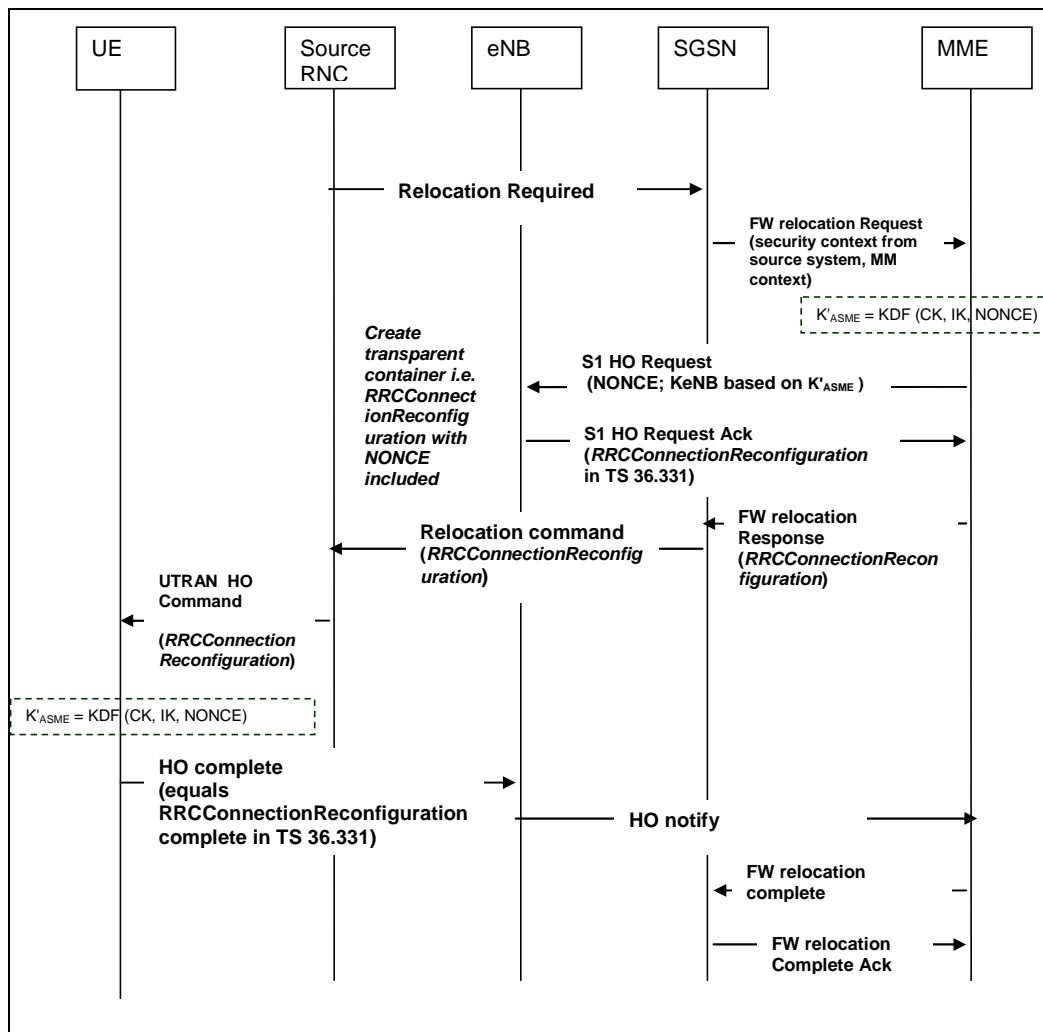 UE
Source
RNC
eNB
SGSN
MME
Relocation Required
FW relocation Request
(security context from
source system, MM
context)
K'ASME = KDF (CK, IK, NONCE)
Create
transparent
container i.e.
RRCConnect
ionReconfig
uration with
NONCE
included
S1 HO Request
(NONCE; KeNB based on K'ASME )
S1 HO Request Ack
(RRCConnectionReconfiguration
in TS 36.331)
FW relocation
Response
(RRCConnectionRecon
figuration)
Relocation command
(RRCConnectionReconfig
uration)
UTRAN HO
Command
(RRCConnection
Reconfiguration)
K'ASME = KDF (CK, IK, NONCE)
HO complete
(equals
RRCConnectionReconfiguration
complete in TS 36.331)
HO notify
FW relocation
complete
FW relocation
Complete Ack